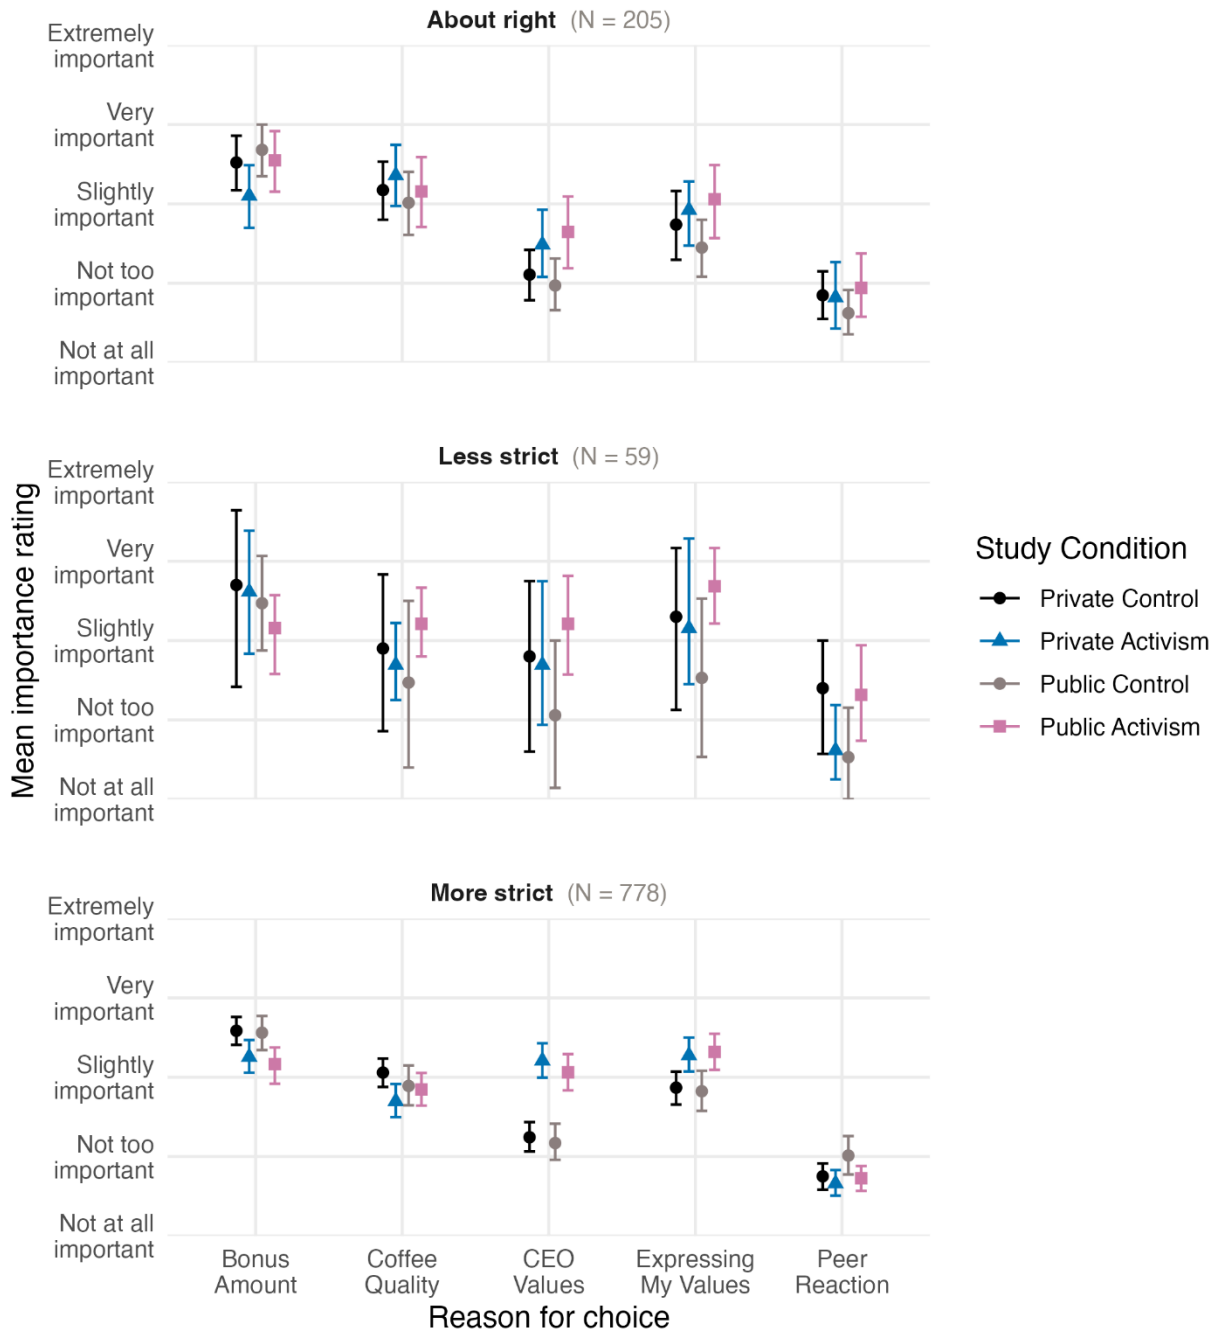 About right (N = 205)
Extremely
important
Very
important
Slightly
important
Not too
important
Not at all
important
Less strict (N = 59)
Extremely
important
Very
important
Slightly
important
Not too
important
Not at all
important
More strict (N = 778)
Extremely
important
Very
important
Slightly
important
Not too
important
Not at all
important
Mean importance rating
Bonus
Amount
Coffee
Quality
CEO
Values
Expressing
My Values
Peer
Reaction
Reason for choice
Study Condition
Private Control
Private Activism
Public Control
Public Activism